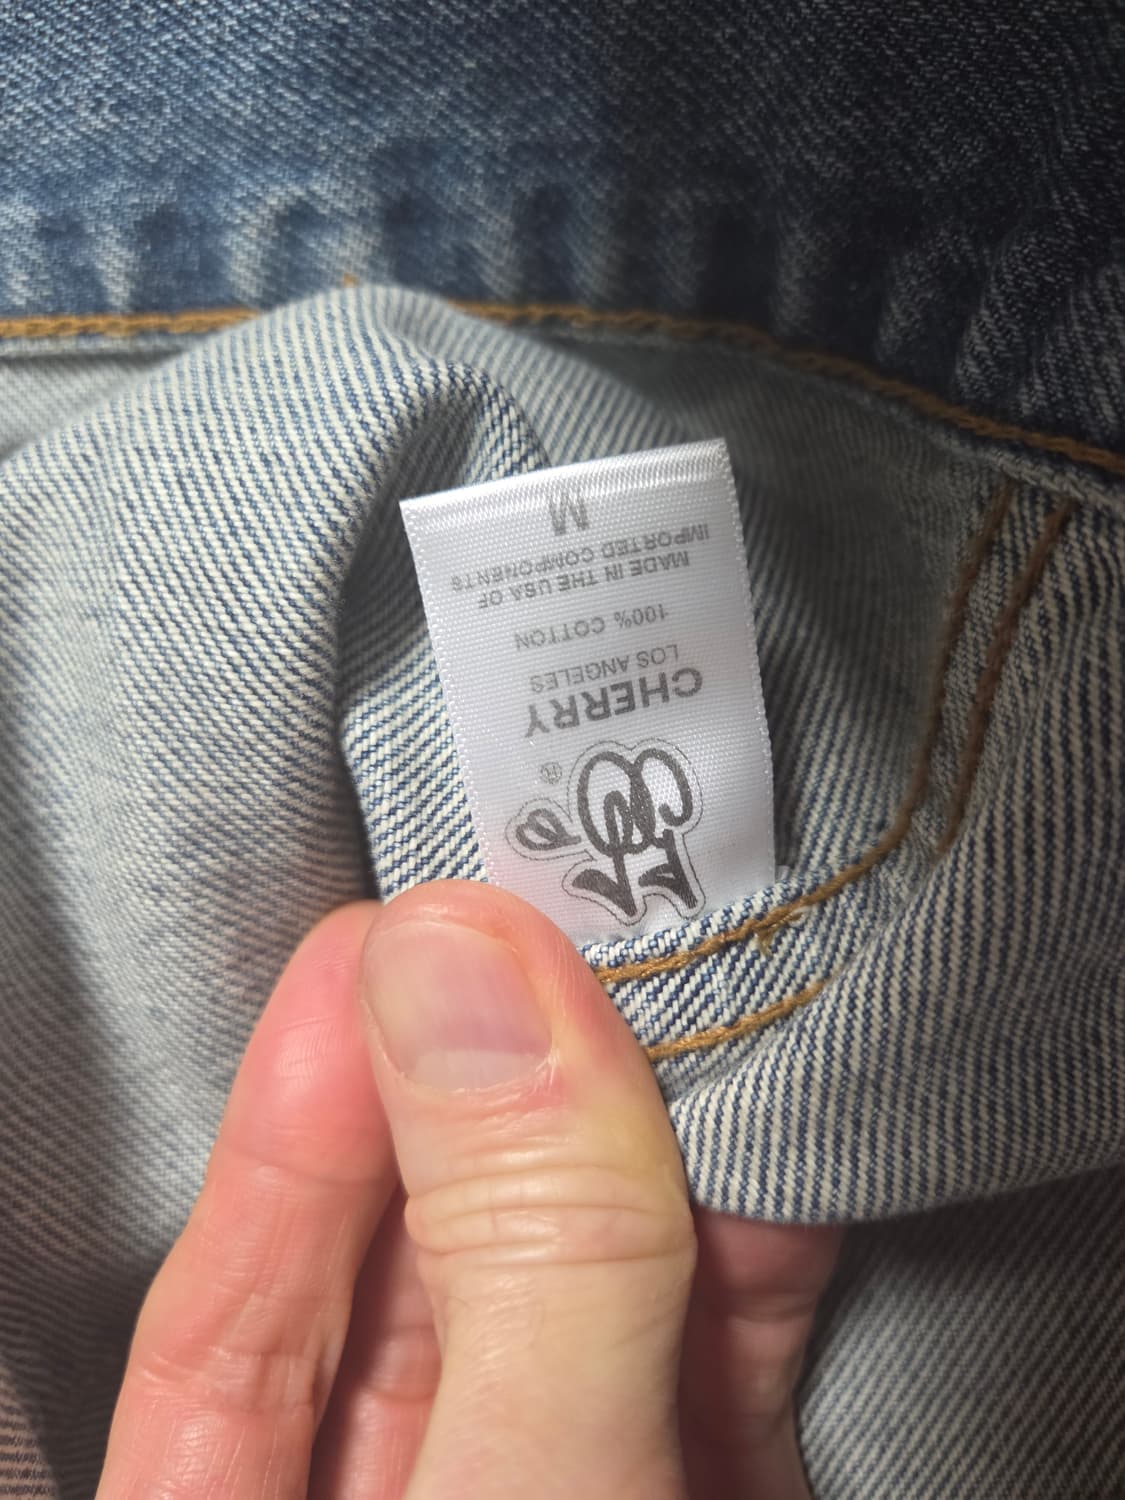 CHERRY
LOS ANGELES
100% COTTON
MADE IN THE USA OF
IMPORTED COMPONENTS
M